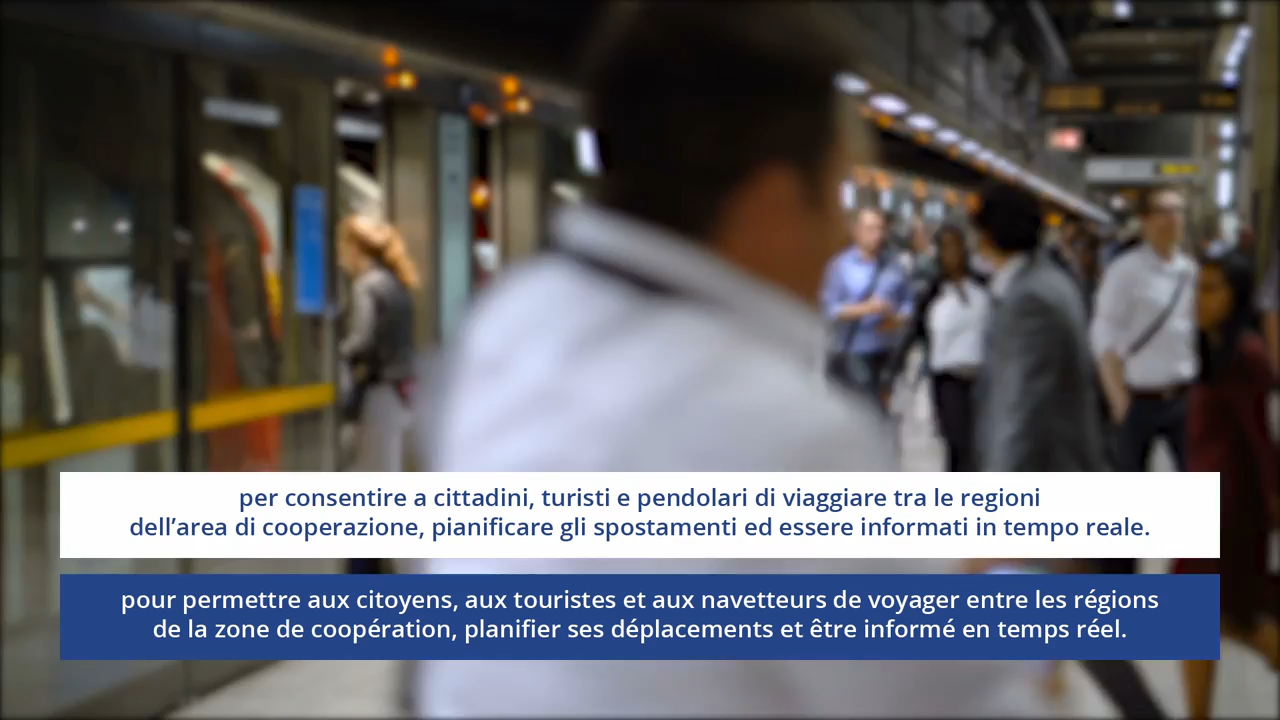 per consentire a cittadini, turisti e pendolari di viaggiare tra le regioni
dell’area di cooperazione, pianificare gli spostamenti ed essere informati in tempo reale.
pour permettre aux citoyens, aux touristes et aux navetteurs de voyager entre les régions
de la zone de coopération, planifier ses déplacements et être informé en temps réel.